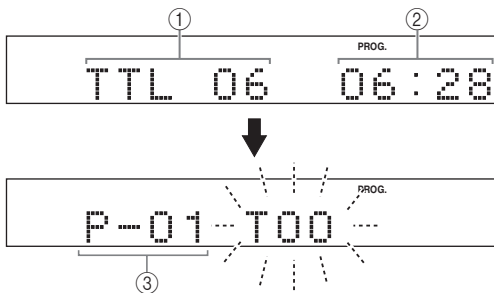 ① ②
PROG.
TTL 06 06:28
PROG.
P-01 T00
③